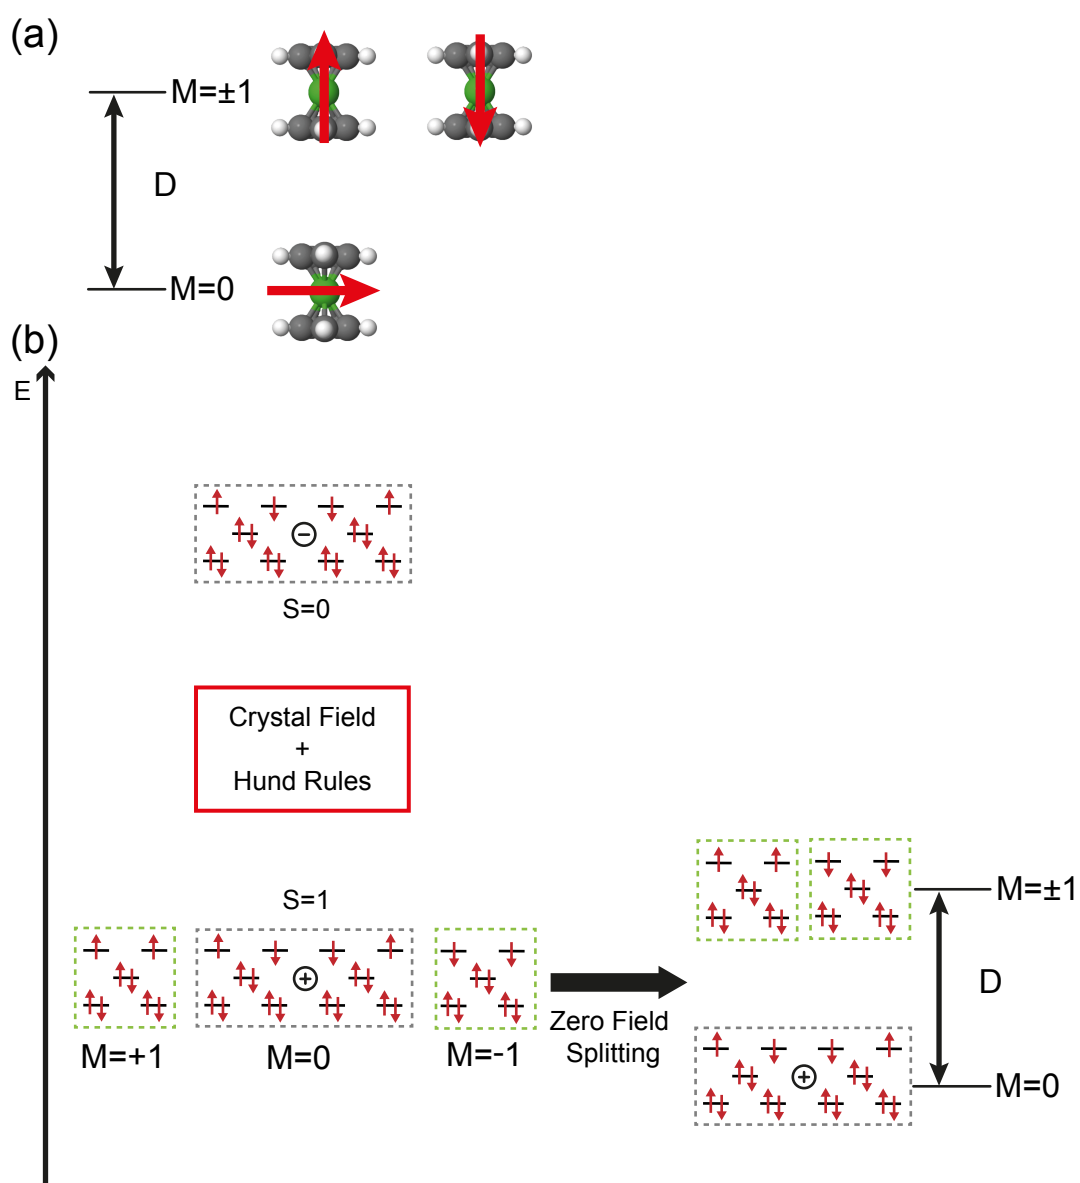 (a)
M=±1
D
M=0
(b)
E
−
S=0
Crystal Field
+
Hund Rules
S=1
+
M=+1
M=0
M=-1
Zero Field
Splitting
M=±1
D
+
M=0